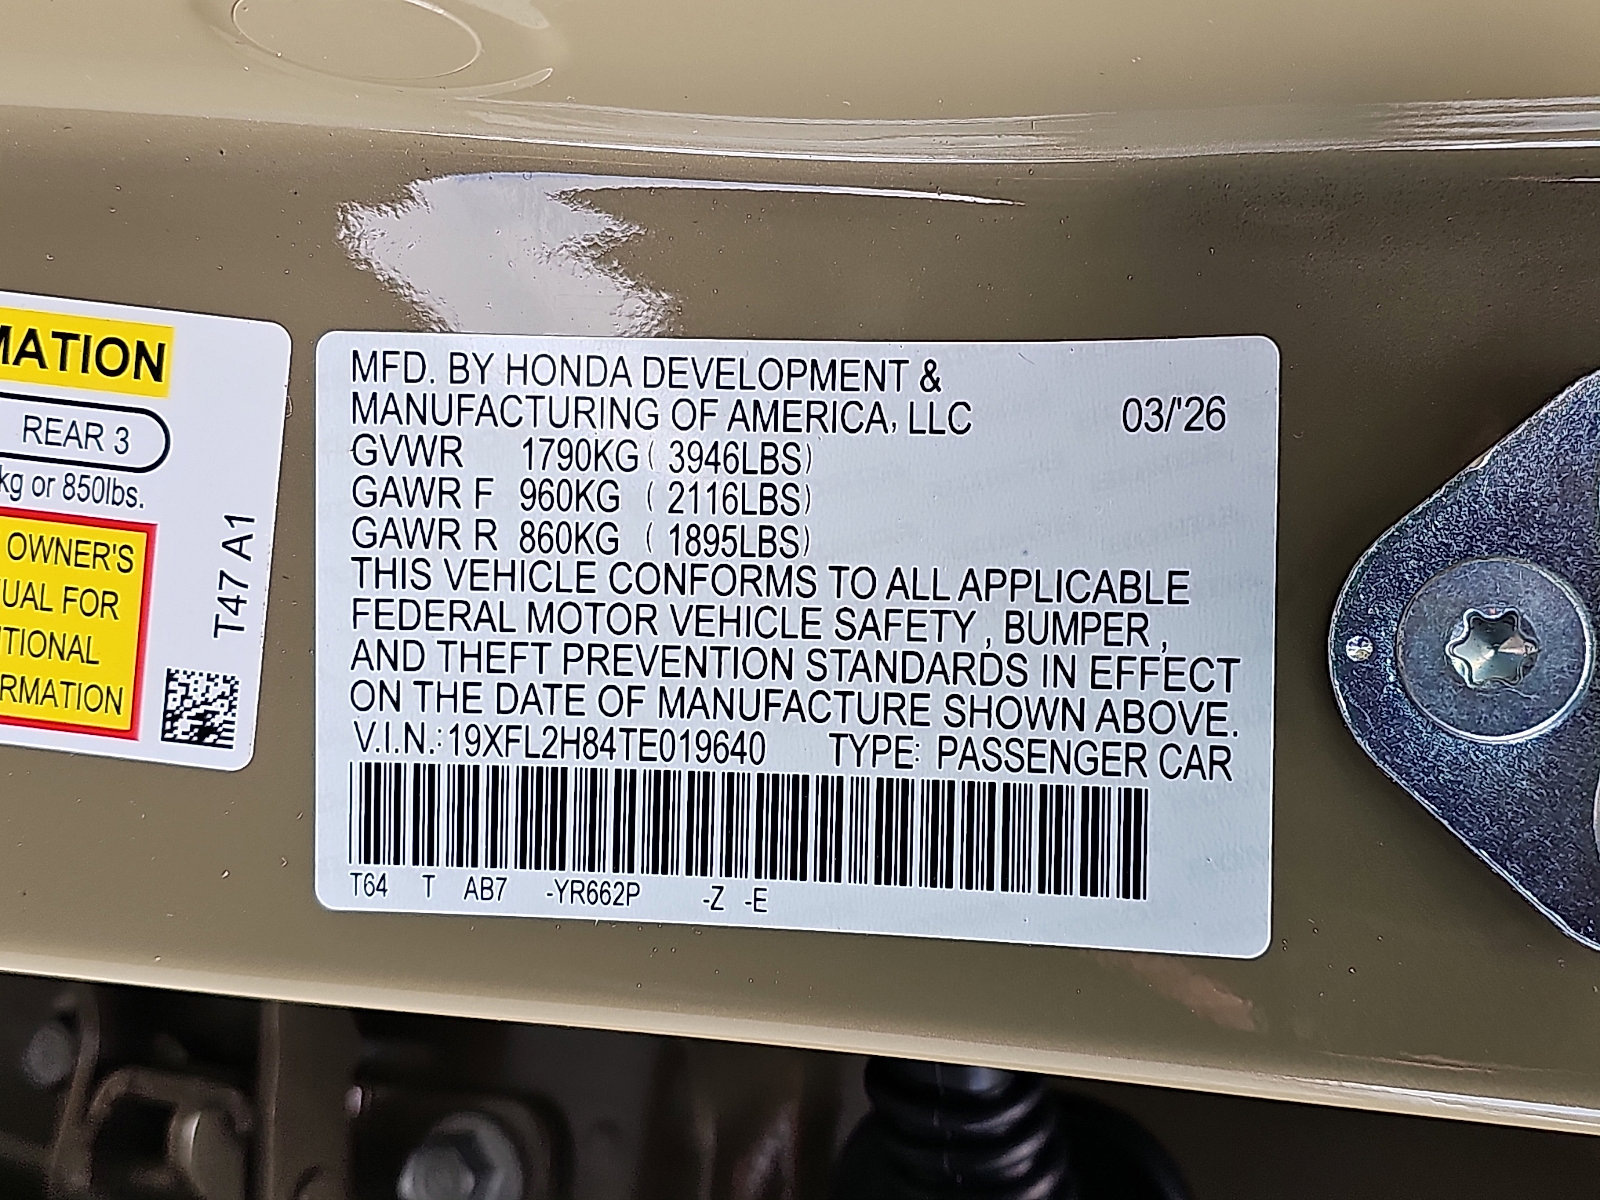 MATION
REAR 3
kg or 850lbs.
OWNER'S
UAL FOR
ITIONAL
RMATION
T47 A1
MFD. BY HONDA DEVELOPMENT &
MANUFACTURING OF AMERICA, LLC 03/'26
GVWR 1790KG ( 3946LBS)
GAWR F 960KG ( 2116LBS)
GAWR R 860KG ( 1895LBS)
THIS VEHICLE CONFORMS TO ALL APPLICABLE
FEDERAL MOTOR VEHICLE SAFETY , BUMPER ,
AND THEFT PREVENTION STANDARDS IN EFFECT
ON THE DATE OF MANUFACTURE SHOWN ABOVE.
V.I.N.: 19XFL2H84TE019640 TYPE: PASSENGER CAR
T64 T AB7 -YR662P -Z -E